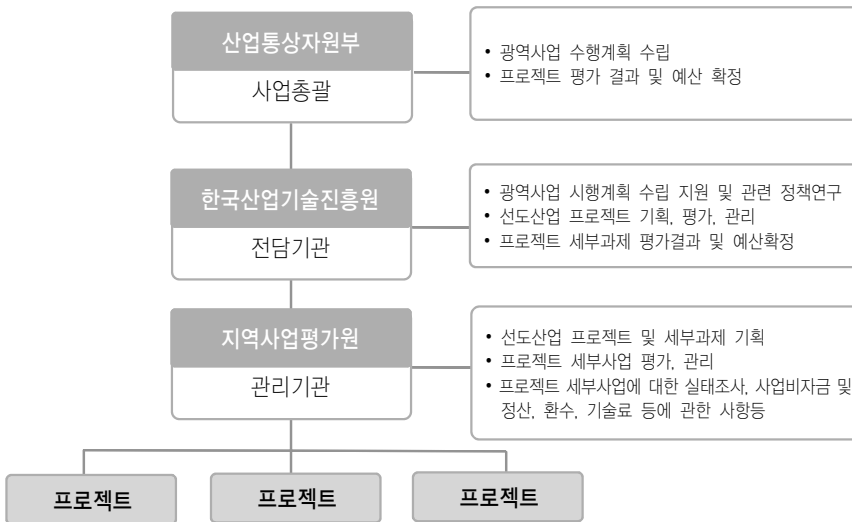 산업통상자원부
사업총괄
• 광역사업 수행계획 수립
• 프로젝트 평가 결과 및 예산 확정
한국산업기술진흥원
전담기관
• 광역사업 시행계획 수립 지원 및 관련 정책연구
• 선도산업 프로젝트 기획, 평가, 관리
• 프로젝트 세부과제 평가결과 및 예산확정
지역사업평가원
관리기관
• 선도산업 프로젝트 및 세부과제 기획
• 프로젝트 세부사업 평가, 관리
• 프로젝트 세부사업에 대한 실태조사, 사업비자금 및
정산, 환수, 기술료 등에 관한 사항등
프로젝트
프로젝트
프로젝트